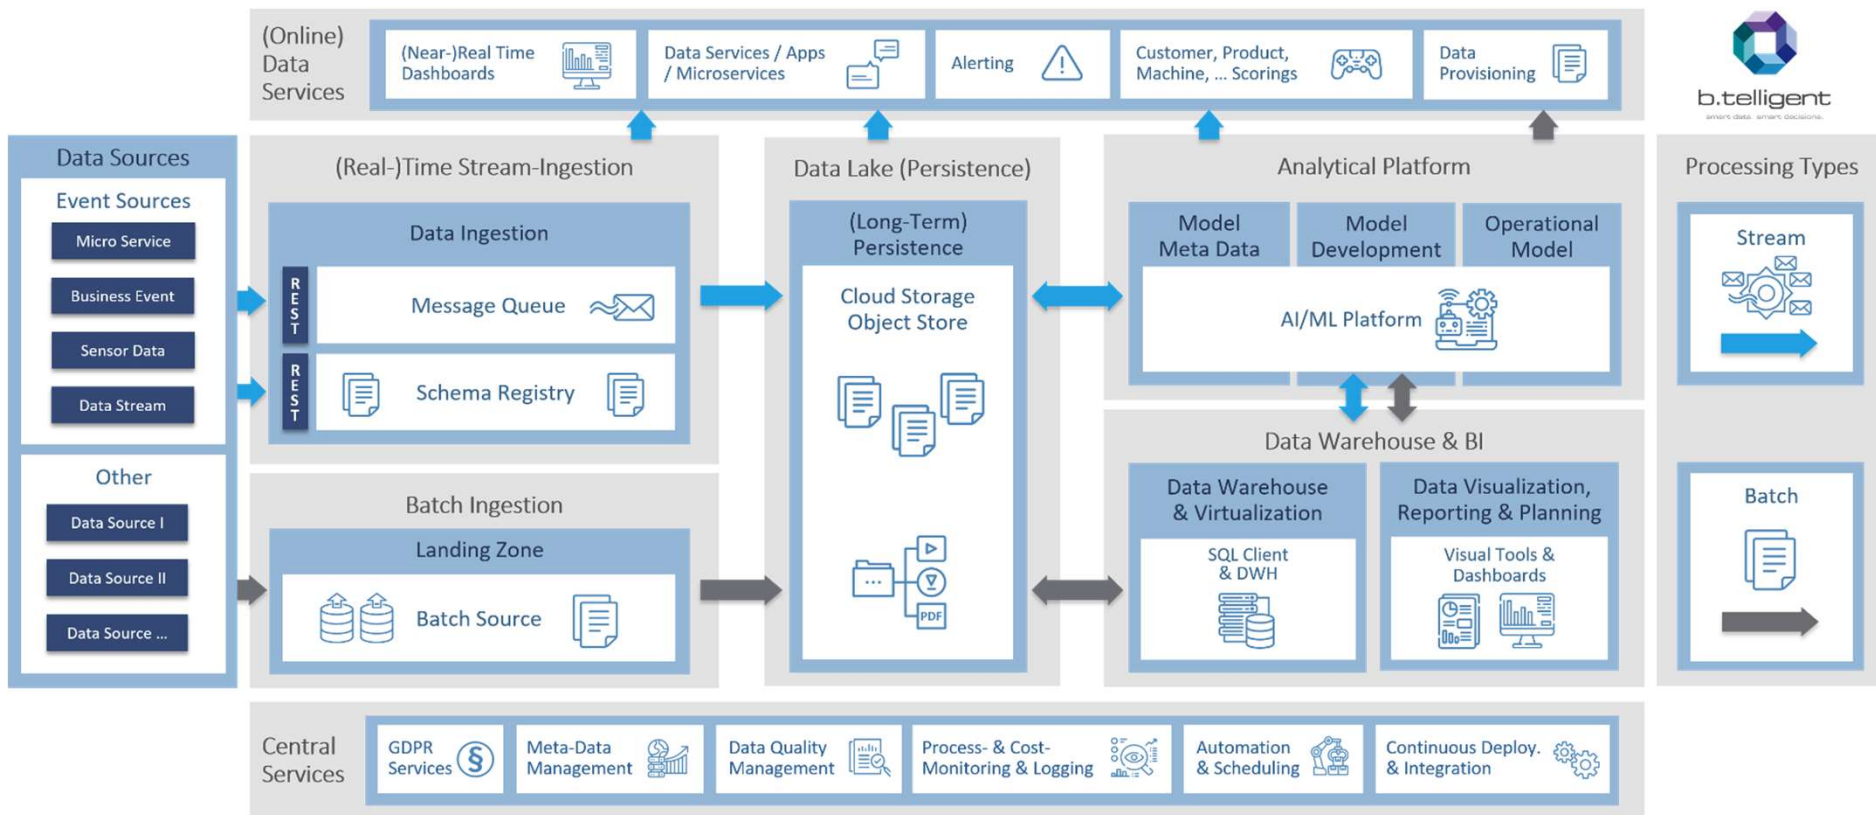 (Online)
Data
Services
(Near-)Real Time
Dashboards
Data Services / Apps
/ Microservices
Alerting
Customer, Product,
Machine, ... Scorings
Data
Provisioning
b.telligent
smart data. smart decisions.
Data Sources
Event Sources
Micro Service
Business Event
Sensor Data
Data Stream
Other
Data Source I
Data Source II
Data Source ...
(Real-)Time Stream-Ingestion
Data Ingestion
REST
Message Queue
REST
Schema Registry
Batch Ingestion
Landing Zone
Batch Source
Data Lake (Persistence)
(Long-Term)
Persistence
Cloud Storage
Object Store
PDF
Analytical Platform
Model
Meta Data
Model
Development
Operational
Model
AI/ML Platform
Data Warehouse & BI
Data Warehouse
& Virtualization
SQL Client
& DWH
Data Visualization,
Reporting & Planning
Visual Tools &
Dashboards
Processing Types
Stream
Batch
Central
Services
GDPR
Services
§
Meta-Data
Management
Data Quality
Management
Process- & Cost-
Monitoring & Logging
Automation
& Scheduling
Continuous Deploy.
& Integration